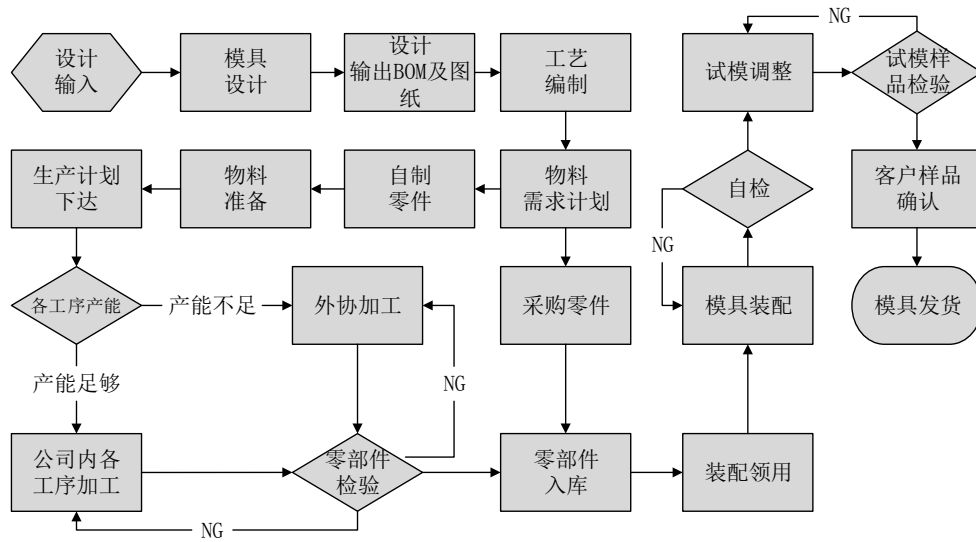 设计
输入
模具
设计
设计
输出BOM及图
纸
工艺
编制
试模调整
NG
试模样
品检验
生产计划
下达
物料
准备
自制
零件
物料
需求计划
自检
NG
客户样品
确认
各工序产能
产能不足
外协加工
采购零件
模具装配
模具发货
产能足够
NG
公司内各
工序加工
零部件
检验
零部件
入库
装配领用
NG